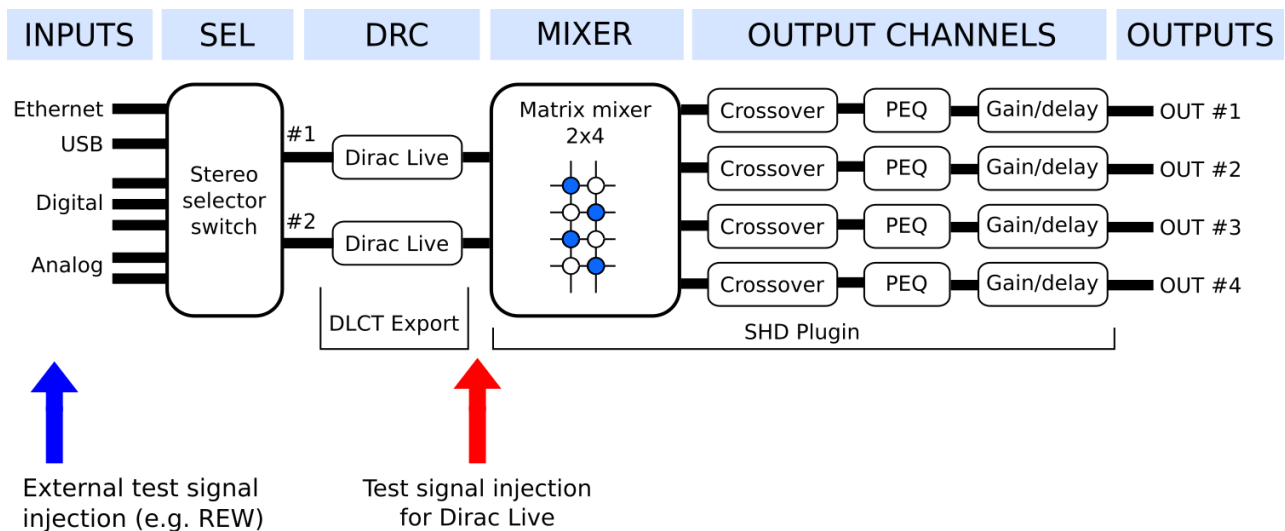 INPUTS
SEL
DRC
MIXER
OUTPUT CHANNELS
OUTPUTS
Ethernet
USB
Digital
Analog
Stereo
selector
switch
#1
#2
Dirac Live
Dirac Live
DLCT Export
Matrix mixer
2x4
Crossover
PEQ
Gain/delay
OUT #1
Crossover
PEQ
Gain/delay
OUT #2
Crossover
PEQ
Gain/delay
OUT #3
Crossover
PEQ
Gain/delay
OUT #4
SHD Plugin
External test signal
injection (e.g. REW)
Test signal injection
for Dirac Live